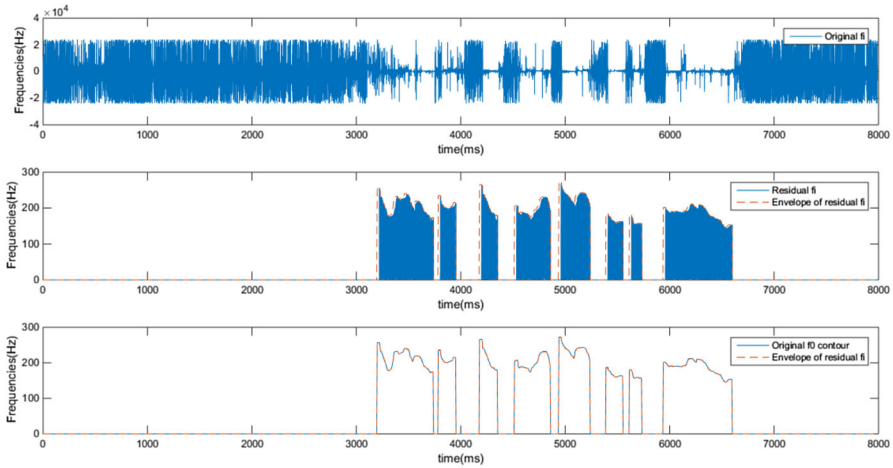 4
×10⁴
Original fi
2
0
-2
-4
Frequencies(Hz)
0 1000 2000 3000 4000 5000 6000 7000 8000
time(ms)
300
Residual fi
Envelope of residual fi
200
100
0
Frequencies(Hz)
0 1000 2000 3000 4000 5000 6000 7000 8000
time(ms)
300
Original f0 contour
Envelope of residual fi
200
100
0
Frequencies(Hz)
0 1000 2000 3000 4000 5000 6000 7000 8000
time(ms)